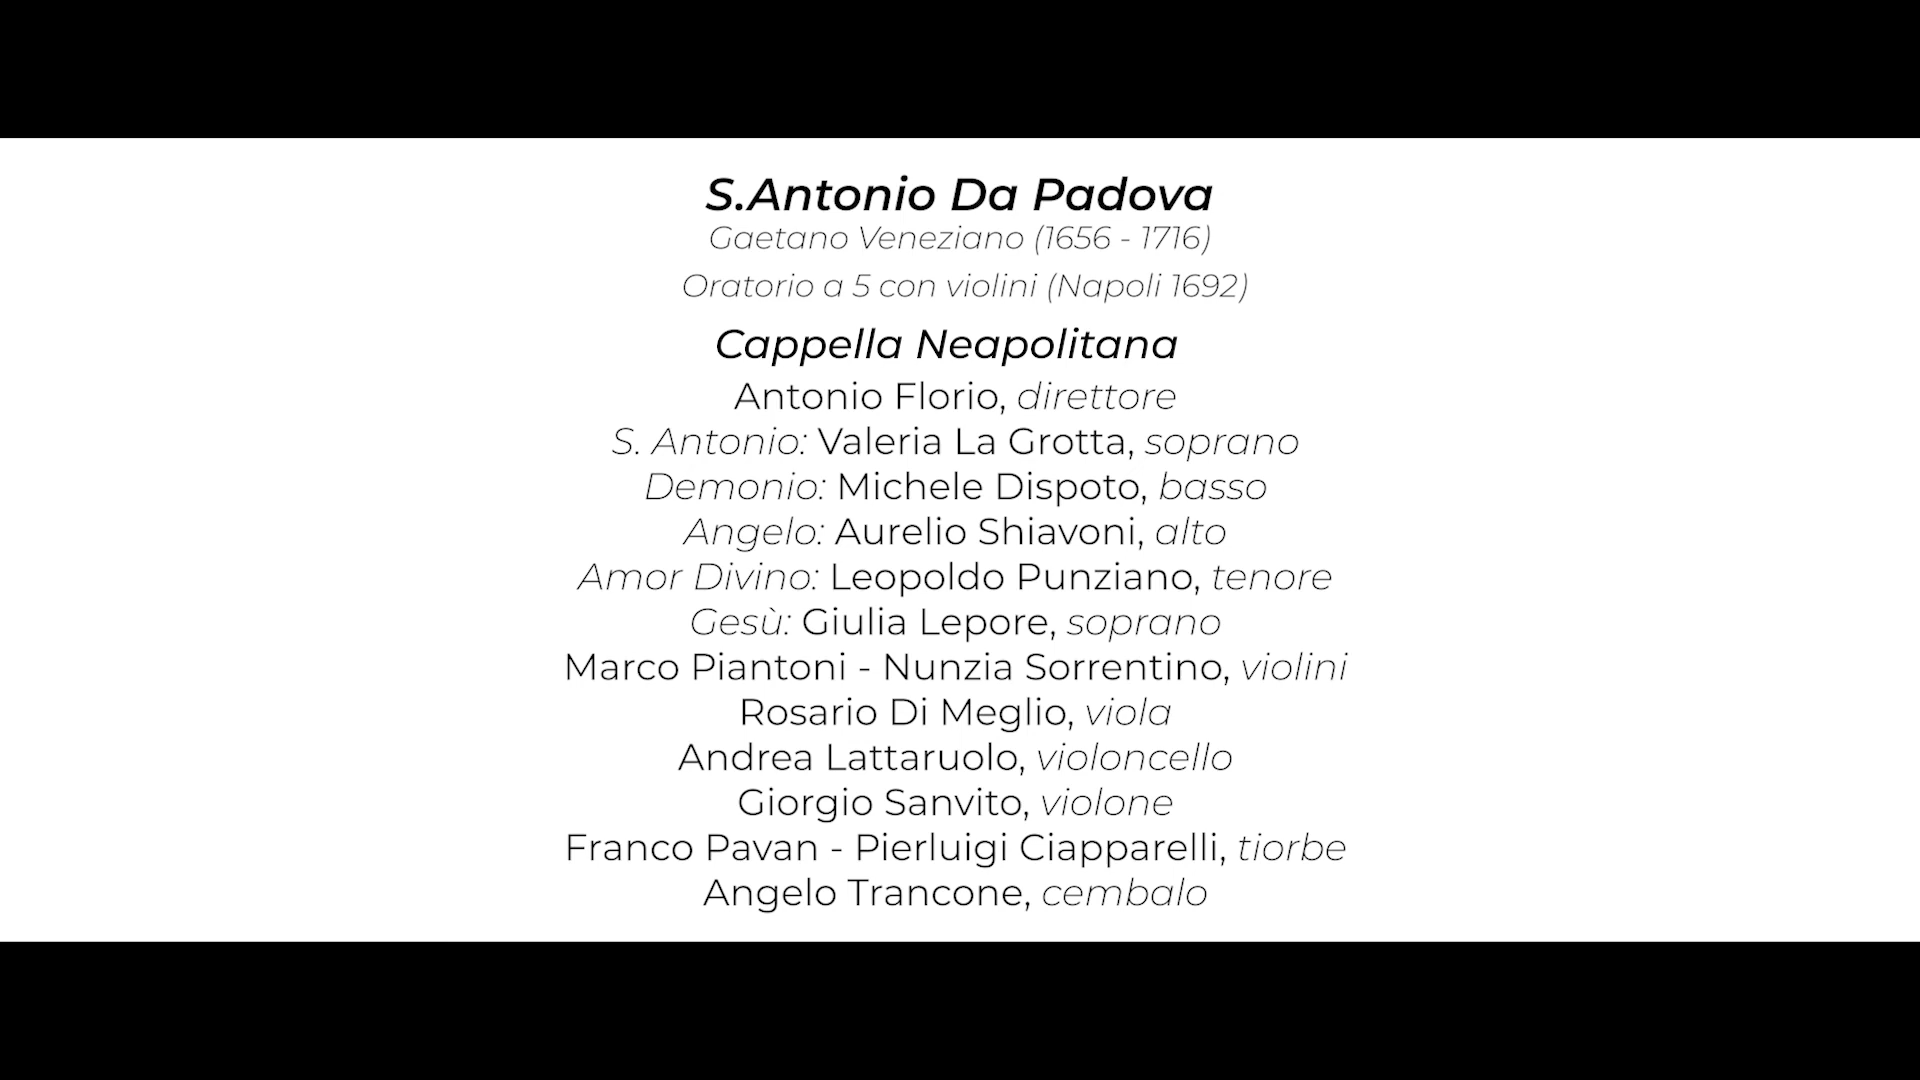 S.Antonio Da Padova
Gaetano Veneziano (1656 - 1716)
Oratorio a 5 con violini (Napoli 1692)
Cappella Neapolitana
Antonio Florio, direttore
S. Antonio: Valeria La Grotta, soprano
Demonio: Michele Dispoto, basso
Angelo: Aurelio Shiavoni, alto
Amor Divino: Leopoldo Punziano, tenore
Gesù: Giulia Lepore, soprano
Marco Piantoni - Nunzia Sorrentino, violini
Rosario Di Meglio, viola
Andrea Lattaruolo, violoncello
Giorgio Sanvito, violone
Franco Pavan - Pierluigi Ciapparelli, tiorbe
Angelo Trancone, cembalo